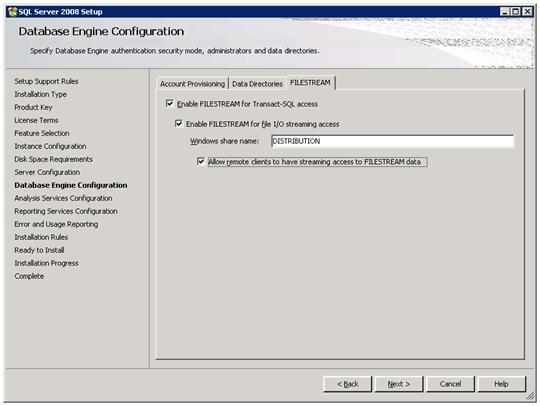 SQL Server 2008 Setup
Database Engine Configuration
Specify Database Engine authentication security mode, administrators and data directories.
Setup Support Rules
Installation Type
Product Key
License Terms
Feature Selection
Instance Configuration
Disk Space Requirements
Server Configuration
Database Engine Configuration
Analysis Services Configuration
Reporting Services Configuration
Error and Usage Reporting
Installation Rules
Ready to Install
Installation Progress
Complete
Account Provisioning Data Directories FILESTREAM
Enable FILESTREAM for Transact-SQL access
Enable FILESTREAM for file I/O streaming access
Windows share name: DISTRIBUTION
Allow remote clients to have streaming access to FILESTREAM data
< Back Next > Cancel Help